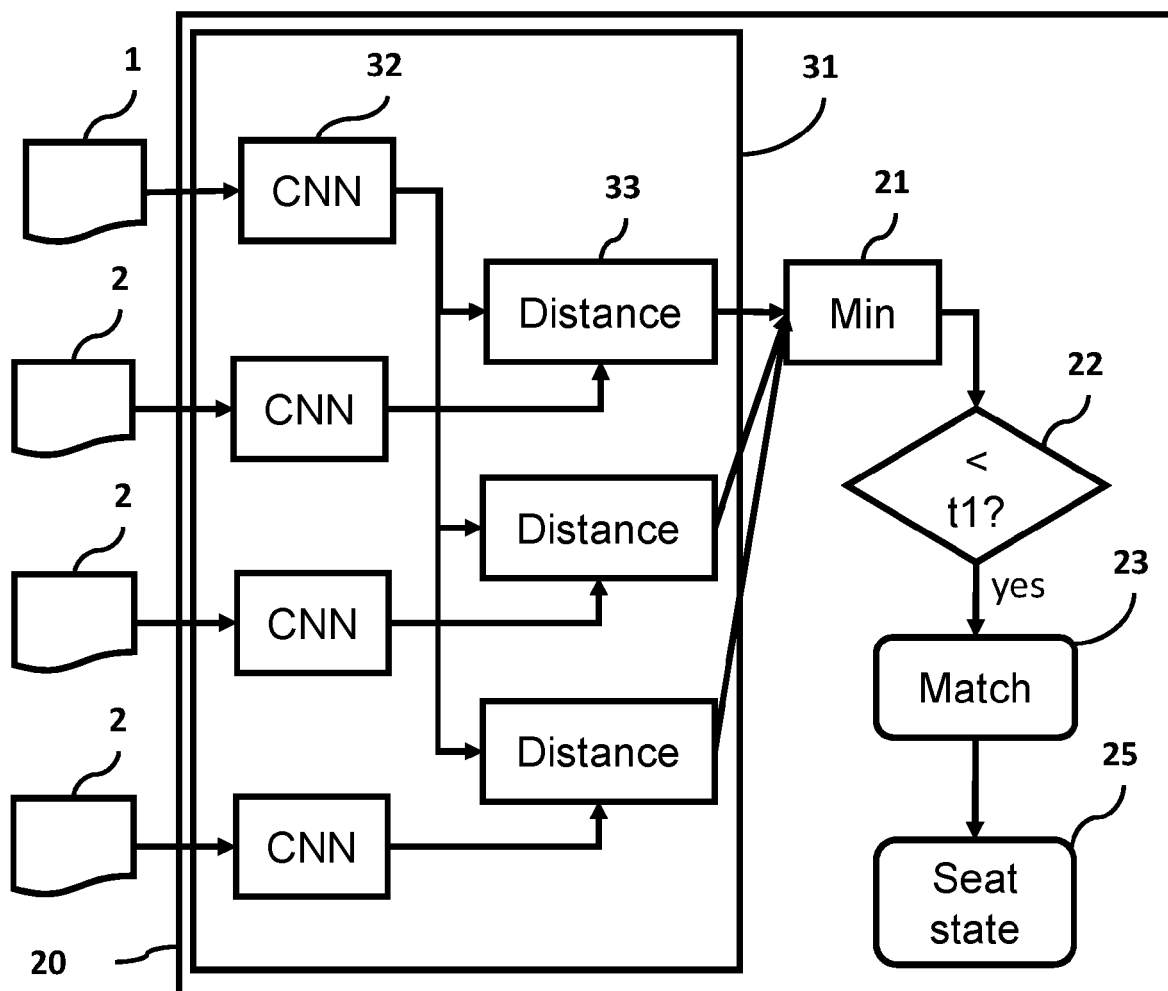 1
32
31
CNN
33
21
2
Distance
Min
22
CNN
<
t1?
2
Distance
yes
23
CNN
Match
2
Distance
25
CNN
Seat
state
20